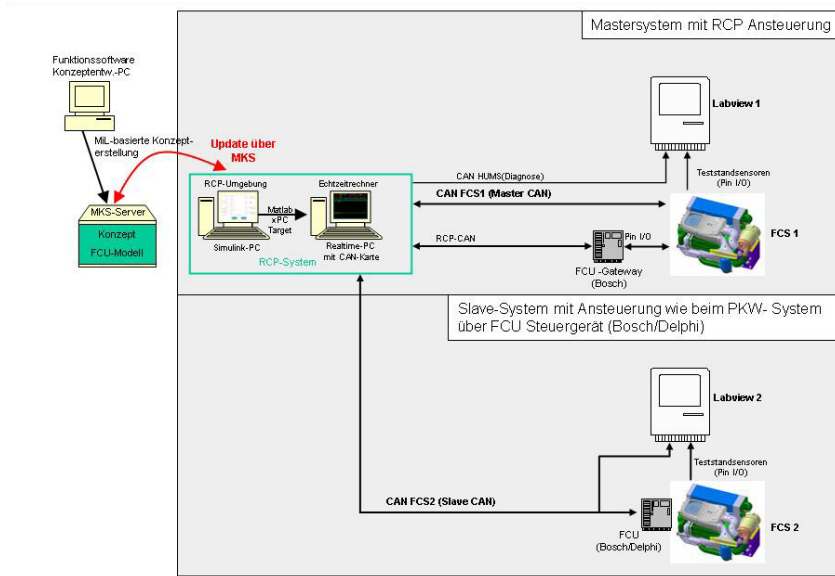 Mastersystem mit RCP Ansteuerung
Funktionssoftware
Konzeptentw.-PC
MiL-basierte Konzept-
erstellung
Update über
MKS
MKS-Server
Konzept
FCU-Modell
RCP-Umgebung
Echtzeitrechner
Matlab
xPC
Target
Simulink-PC
Realtime-PC
mit CAN-Karte
RCP-System
CAN HUMS(Diagnose)
CAN FCS1 (Master CAN)
RCP-CAN
Labview 1
Teststandsensoren
(Pin I/0)
Pin I/0
FCS 1
FCU -Gateway
(Bosch)
Slave-System mit Ansteuerung wie beim PKW- System
über FCU Steuergerät (Bosch/Delphi)
Labview 2
Teststandsensoren
(Pin I/0)
CAN FCS2 (Slave CAN)
FCU
(Bosch/Delphi)
FCS 2